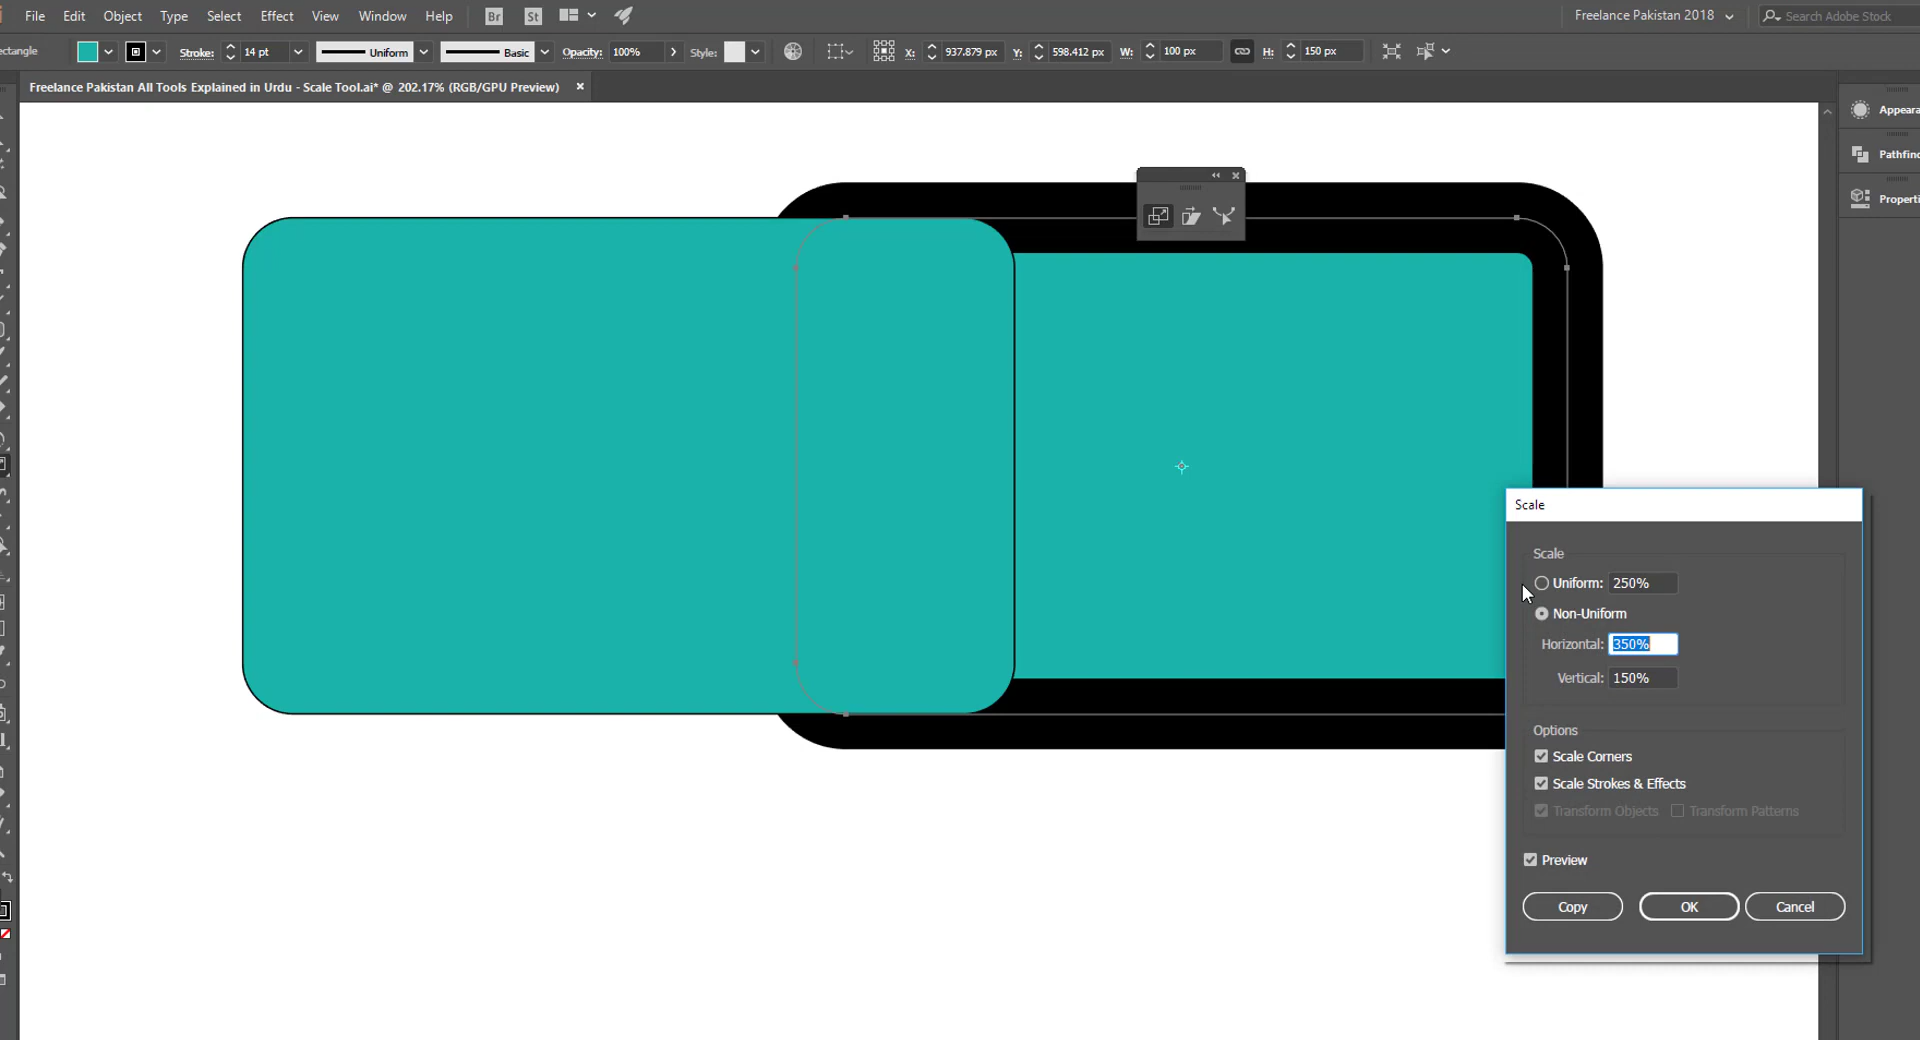 File Edit Object Type Select Effect View Window Help Br St Freelance Pakistan 2018 Search Adobe Stock
ectangle Stroke: 14 pt Uniform Basic Opacity: 100% Style: X: 937.879 px Y: 598.412 px W: 100 px H: 150 px
Freelance Pakistan All Tools Explained in Urdu - Scale Tool.ai* @ 202.17% (RGB/GPU Preview)
Appeara
Pathfind
Properti
Scale
Scale
Uniform: 250%
Non-Uniform
Horizontal: 350%
Vertical: 150%
Options
Scale Corners
Scale Strokes & Effects
Transform Objects Transform Patterns
Preview
Copy OK Cancel